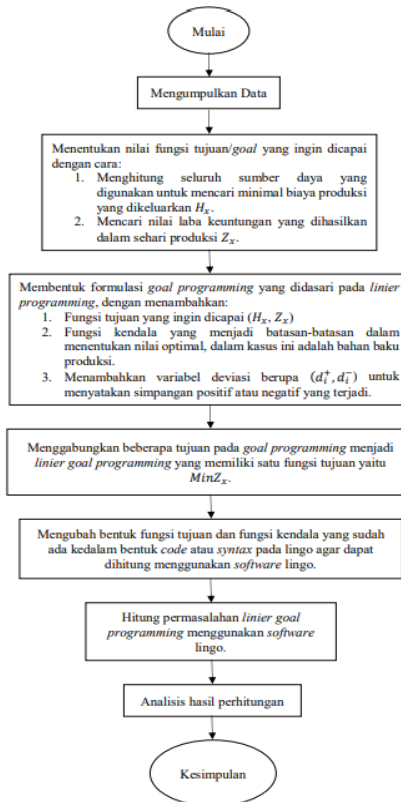 Mulai
Mengumpulkan Data
Menentukan nilai fungsi tujuan/goal yang ingin dicapai
dengan cara:
1. Menghitung seluruh sumber daya yang
digunakan untuk mencari minimal biaya produksi
yang dikeluarkan Hₓ.
2. Mencari nilai laba keuntungan yang dihasilkan
dalam sehari produksi Zₓ.
Membentuk formulasi goal programming yang didasari pada linier
programming, dengan menambahkan:
1. Fungsi tujuan yang ingin dicapai (Hₓ, Zₓ)
2. Fungsi kendala yang menjadi batasan-batasan dalam
menentukan nilai optimal, dalam kasus ini adalah bahan baku
produksi.
3. Menambahkan variabel deviasi berupa (dᵢ⁺, dᵢ⁻) untuk
menyatakan simpangan positif atau negatif yang terjadi.
Menggabungkan beberapa tujuan pada goal programming menjadi
linier goal programming yang memiliki satu fungsi tujuan yaitu
MinZₓ.
Mengubah bentuk fungsi tujuan dan fungsi kendala yang sudah
ada kedalam bentuk code atau syntax pada lingo agar dapat
dihitung menggunakan software lingo.
Hitung permasalahan linier goal
programming menggunakan software
lingo.
Analisis hasil perhitungan
Kesimpulan